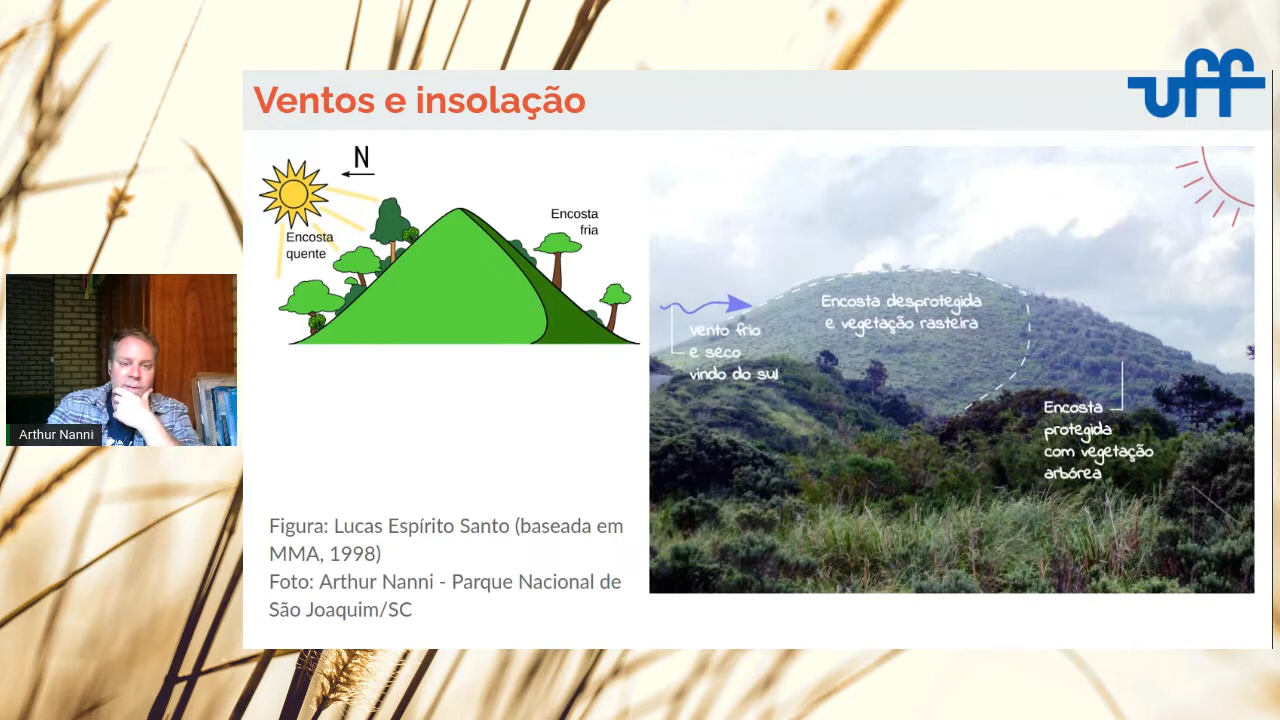 uff
Ventos e insolação
N
Encosta
quente
Encosta
fria
Encosta desprotegida
e vegetação rasteira
Vento frio
e seco
vindo do sul
Encosta
protegida
com vegetação
arbórea
Arthur Nanni
Figura: Lucas Espírito Santo (baseada em
MMA, 1998)
Foto: Arthur Nanni - Parque Nacional de
São Joaquim/SC